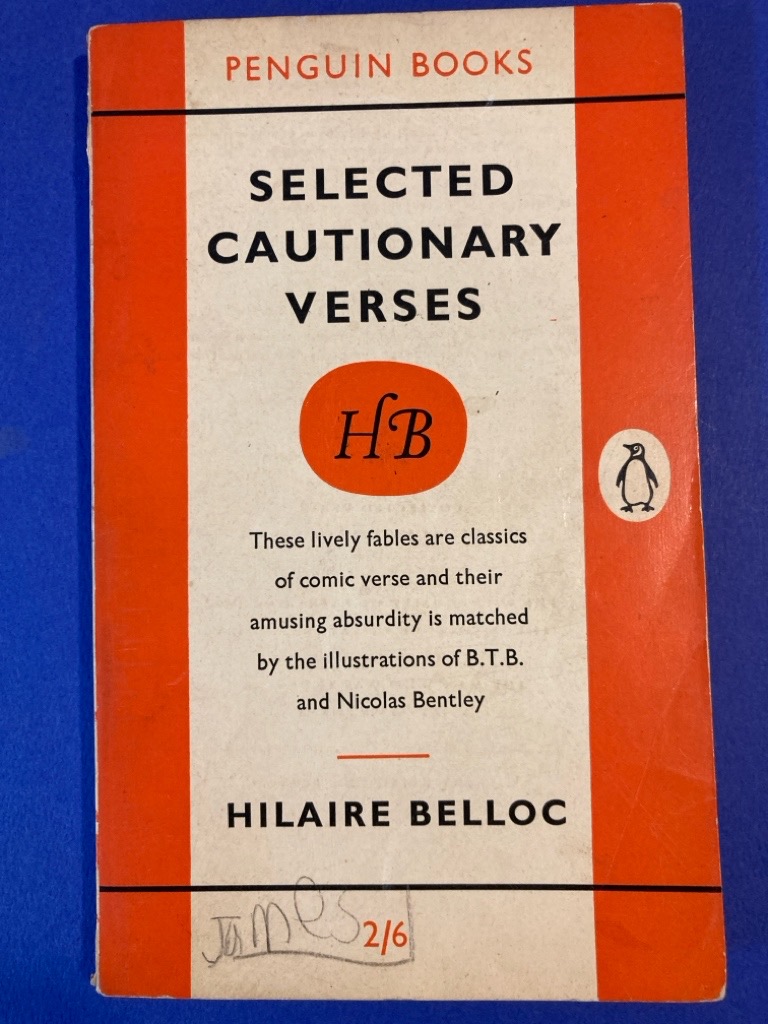 PENGUIN BOOKS
SELECTED
CAUTIONARY
VERSES
HB
These lively fables are classics
of comic verse and their
amusing absurdity is matched
by the illustrations of B.T.B.
and Nicolas Bentley
HILAIRE BELLOC
James 2/6